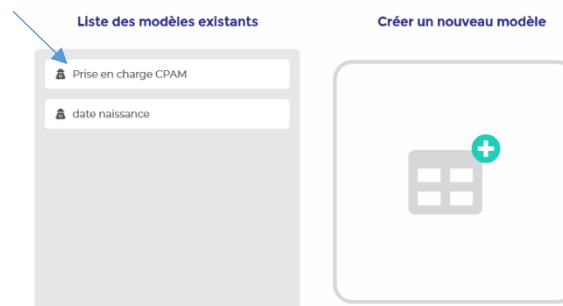 Liste des modèles existants
Créer un nouveau modèle
Prise en charge CPAM
date naissance